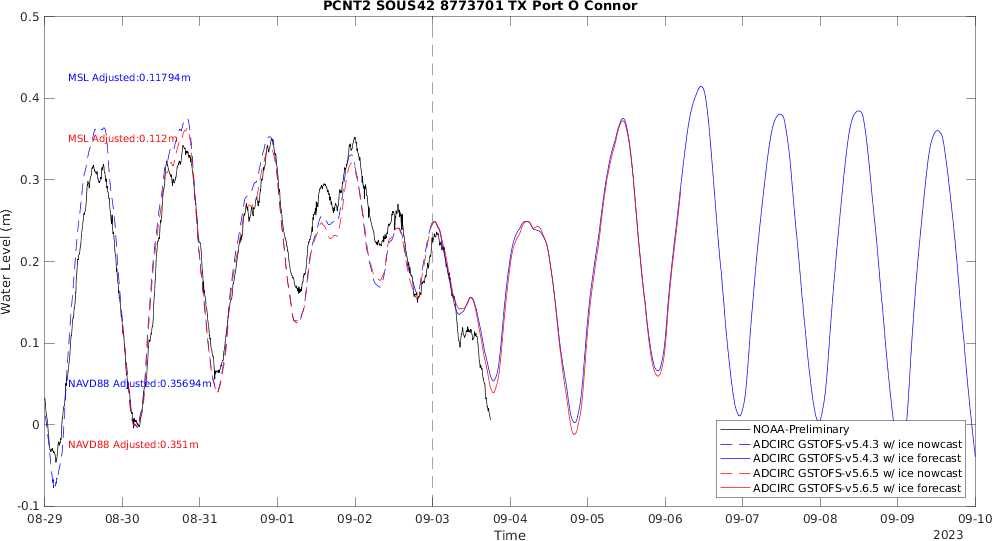 PCNT2 SOUS42 8773701 TX Port O Connor
0.5
MSL Adjusted:0.11794m
0.4
MSL Adjusted:0.112m
0.3
0.2
Water Level (m)
0.1
NAVD88 Adjusted:0.35694m
0
NAVD88 Adjusted:0.351m
-0.1
NOAA-Preliminary
ADCIRC GSTOFS-v5.4.3 w/ ice nowcast
ADCIRC GSTOFS-v5.4.3 w/ ice forecast
ADCIRC GSTOFS-v5.6.5 w/ ice nowcast
ADCIRC GSTOFS-v5.6.5 w/ ice forecast
08-29 08-30 08-31 09-01 09-02 09-03 09-04 09-05 09-06 09-07 09-08 09-09 09-10
Time
2023